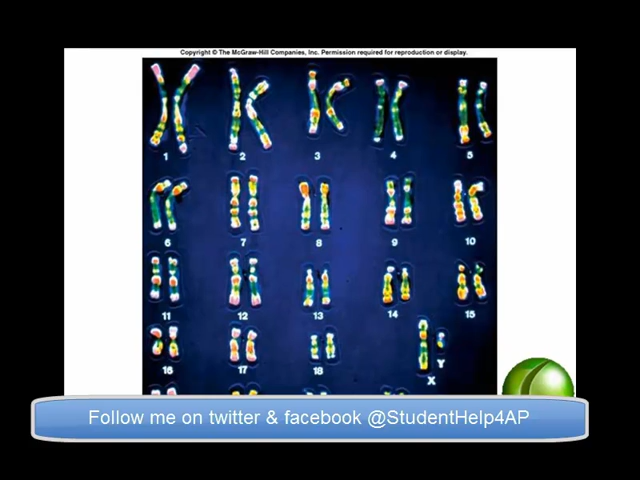 Copyright © The McGraw-Hill Companies, Inc. Permission required for reproduction or display.
1 2 3 4 5
6 7 8 9 10
11 12 13 14 15
16 17 18 X Y
Follow me on twitter & facebook @StudentHelp4AP